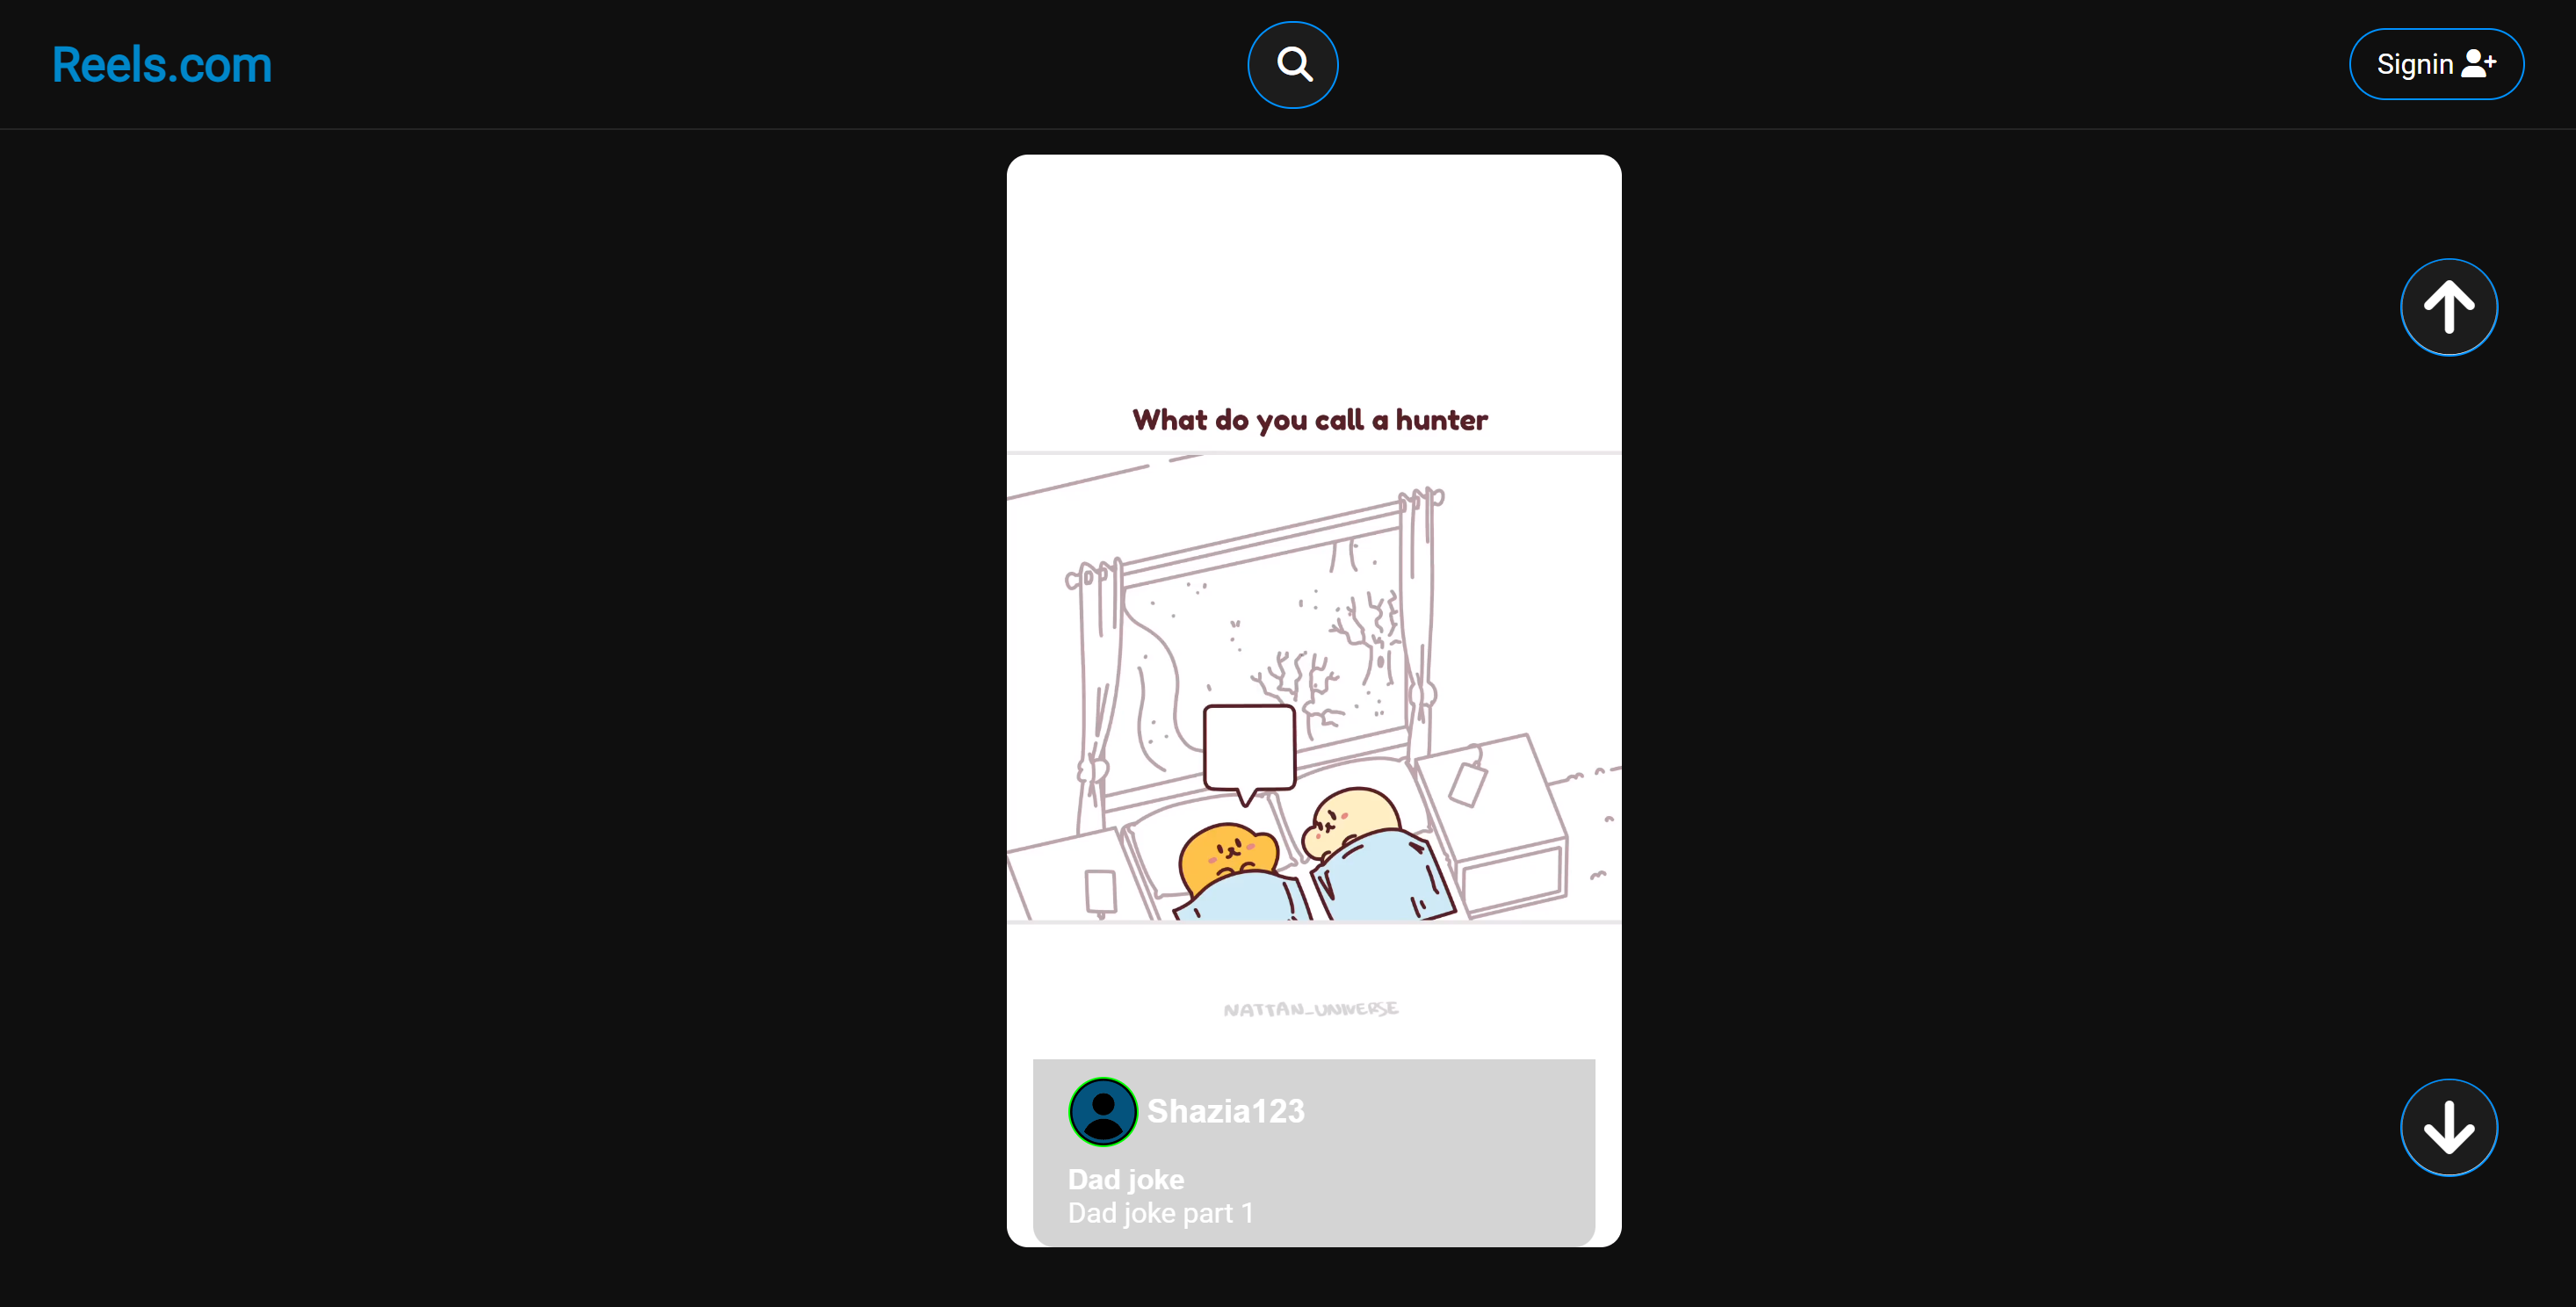 Reels.com
Signin
What do you call a hunter
NATTAN_UNIVERSE
Shazia123
Dad joke
Dad joke part 1